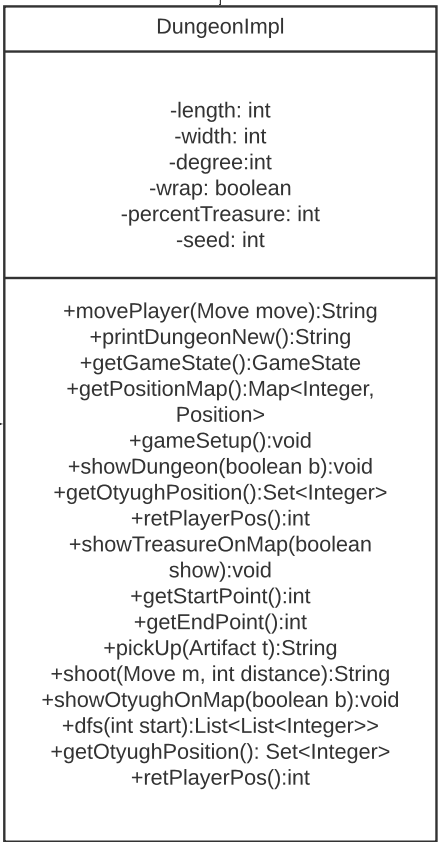 DungeonImpl
-length: int
-width: int
-degree:int
-wrap: boolean
-percentTreasure: int
-seed: int
+movePlayer(Move move):String
+printDungeonNew():String
+getGameState():GameState
+getPositionMap():Map<Integer,
Position>
+gameSetup():void
+showDungeon(boolean b):void
+getOtyughPosition():Set<Integer>
+retPlayerPos():int
+showTreasureOnMap(boolean
show):void
+getStartPoint():int
+getEndPoint():int
+pickUp(Artifact t):String
+shoot(Move m, int distance):String
+showOtyughOnMap(boolean b):void
+dfs(int start):List<List<Integer>>
+getOtyughPosition(): Set<Integer>
+retPlayerPos():int